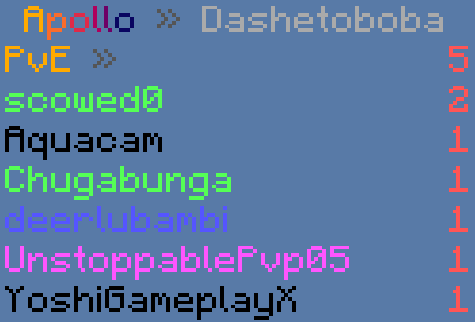 Apollo » Dashetoboba
PvE » 5
scowed0 2
Aquacam 1
Chugabunga 1
deerlubambi 1
UnstoppablePvp05 1
YoshiGameplayX 1